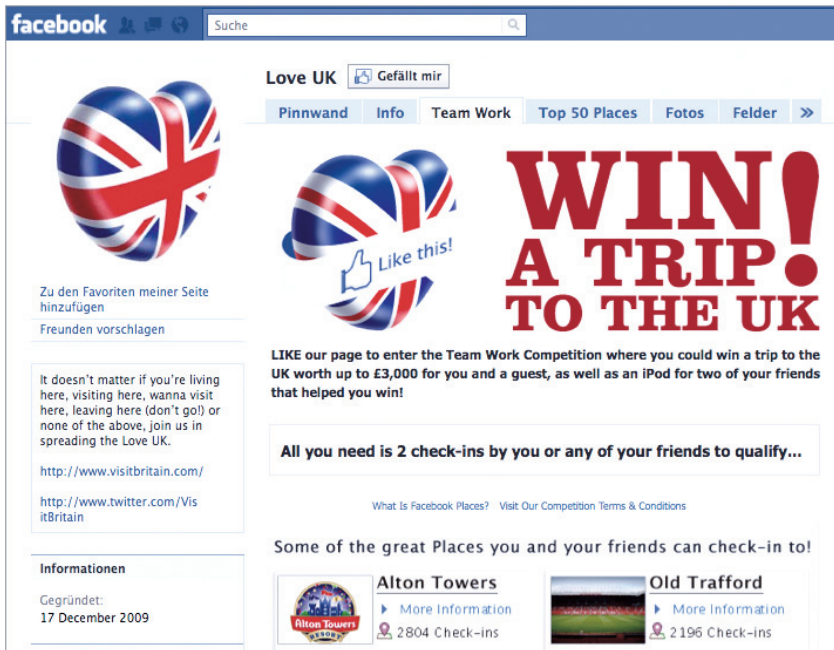 facebook
Suche
Love UK
Gefällt mir
Pinnwand Info Team Work Top 50 Places Fotos Felder »
Like this!
WIN!
A TRIP
TO THE UK
Zu den Favoriten meiner Seite
hinzufügen
Freunden vorschlagen
LIKE our page to enter the Team Work Competition where you could win a trip to the
UK worth up to £3,000 for you and a guest, as well as an iPod for two of your friends
that helped you win!
It doesn't matter if you're living
here, visiting here, wanna visit
here, leaving here (don't go!) or
none of the above, join us in
spreading the Love UK.
http://www.visitbritain.com/
http://www.twitter.com/Vis
itBritain
All you need is 2 check-ins by you or any of your friends to qualify...
What Is Facebook Places? Visit Our Competition Terms & Conditions
Some of the great Places you and your friends can check-in to!
Informationen
Gegründet:
17 December 2009
Alton Towers
RESORT
Alton Towers
More Information
2804 Check-ins
Old Trafford
More Information
2196 Check-ins